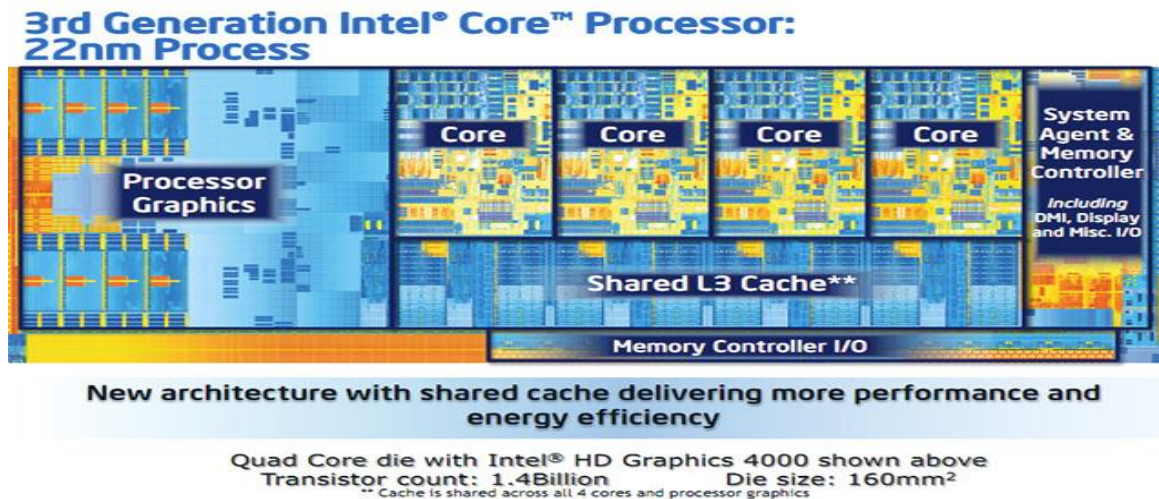 3rd Generation Intel® Core™ Processor:
22nm Process
Processor
Graphics
Core
Core
Core
Core
System
Agent &
Memory
Controller
Including
DMI, Display
and Misc. I/O
Shared L3 Cache**
Memory Controller I/O
New architecture with shared cache delivering more performance and
energy efficiency
Quad Core die with Intel® HD Graphics 4000 shown above
Transistor count: 1.4Billion Die size: 160mm²
** Cache is shared across all 4 cores and processor graphics